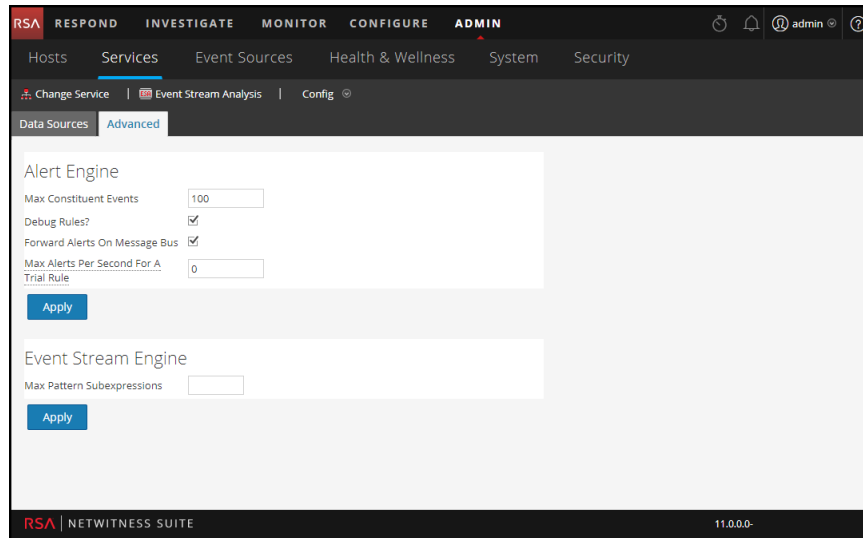 RSA RESPOND INVESTIGATE MONITOR CONFIGURE ADMIN admin
Hosts Services Event Sources Health & Wellness System Security
Change Service | ESA Event Stream Analysis | Config
Data Sources Advanced
Alert Engine
Max Constituent Events 100
Debug Rules?
Forward Alerts On Message Bus
Max Alerts Per Second For A
Trial Rule 0
Apply
Event Stream Engine
Max Pattern Subexpressions
Apply
RSA | NETWITNESS SUITE 11.0.0.0-